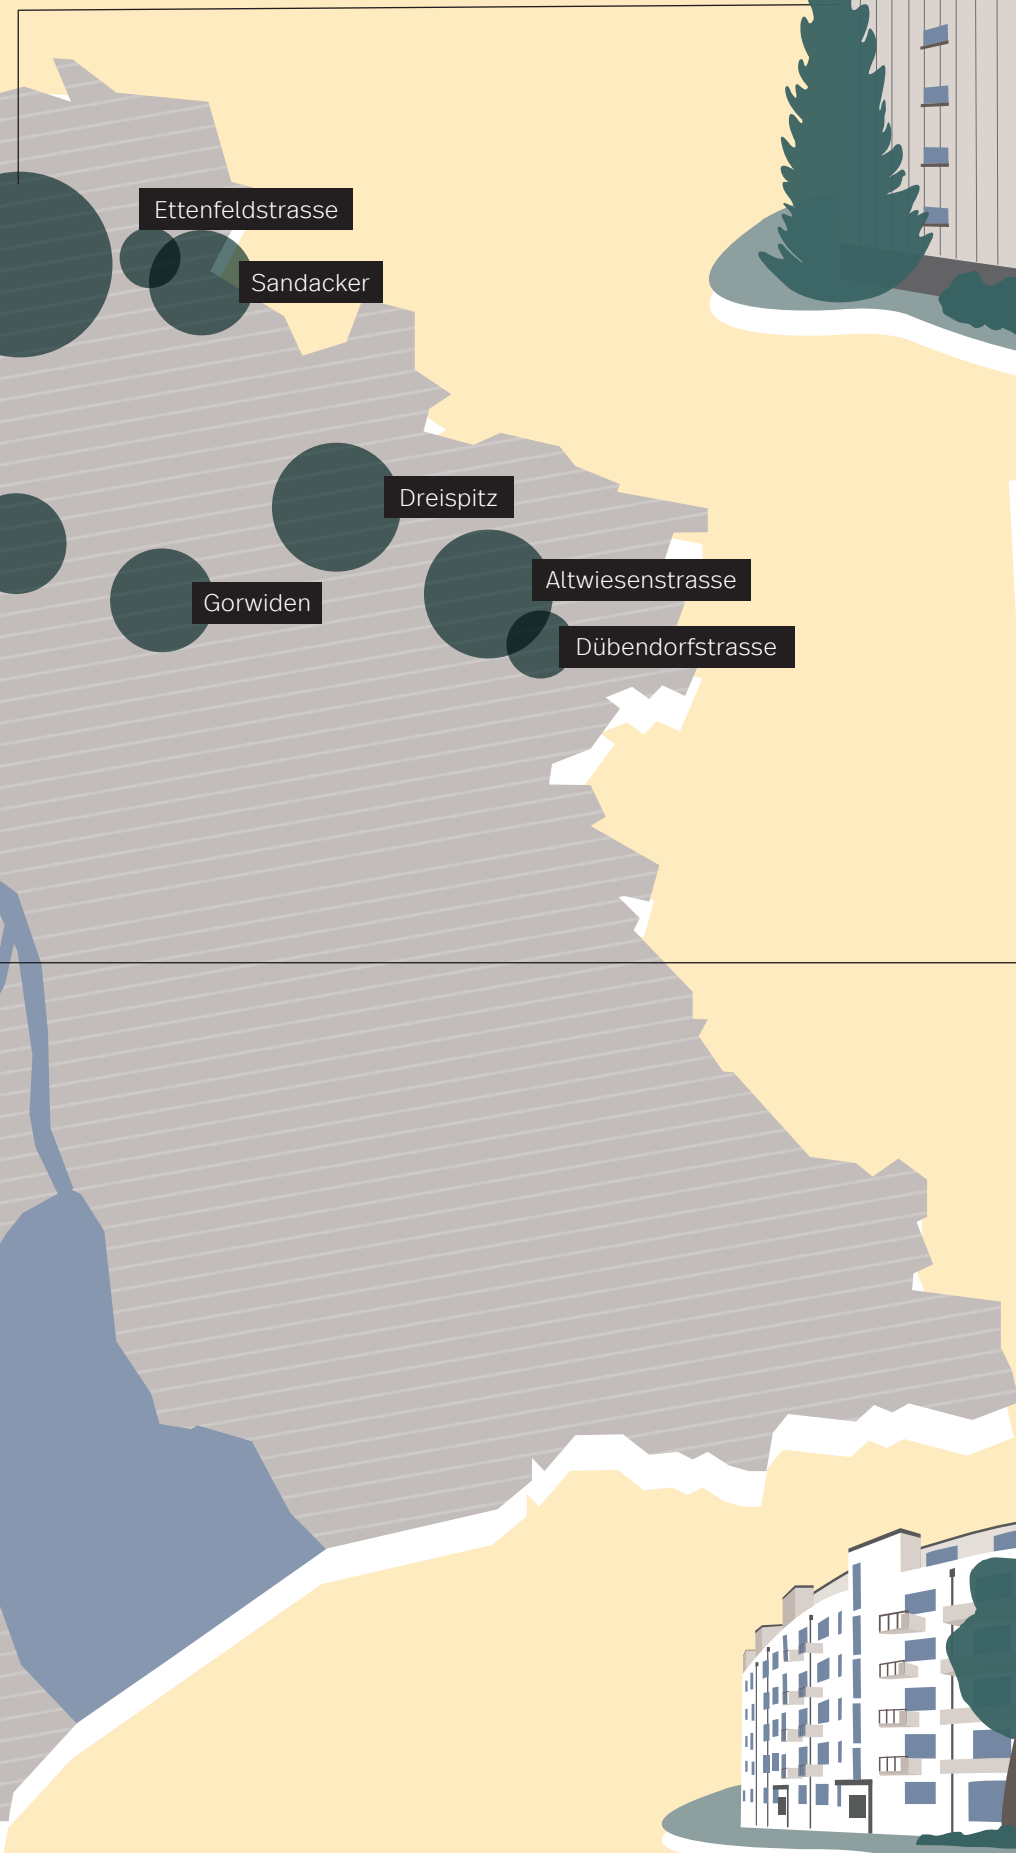 Ettenfeldstrasse
Sandacker
Dreispitz
Altwiesenstrasse
Gorwiden
Dübendorfstrasse